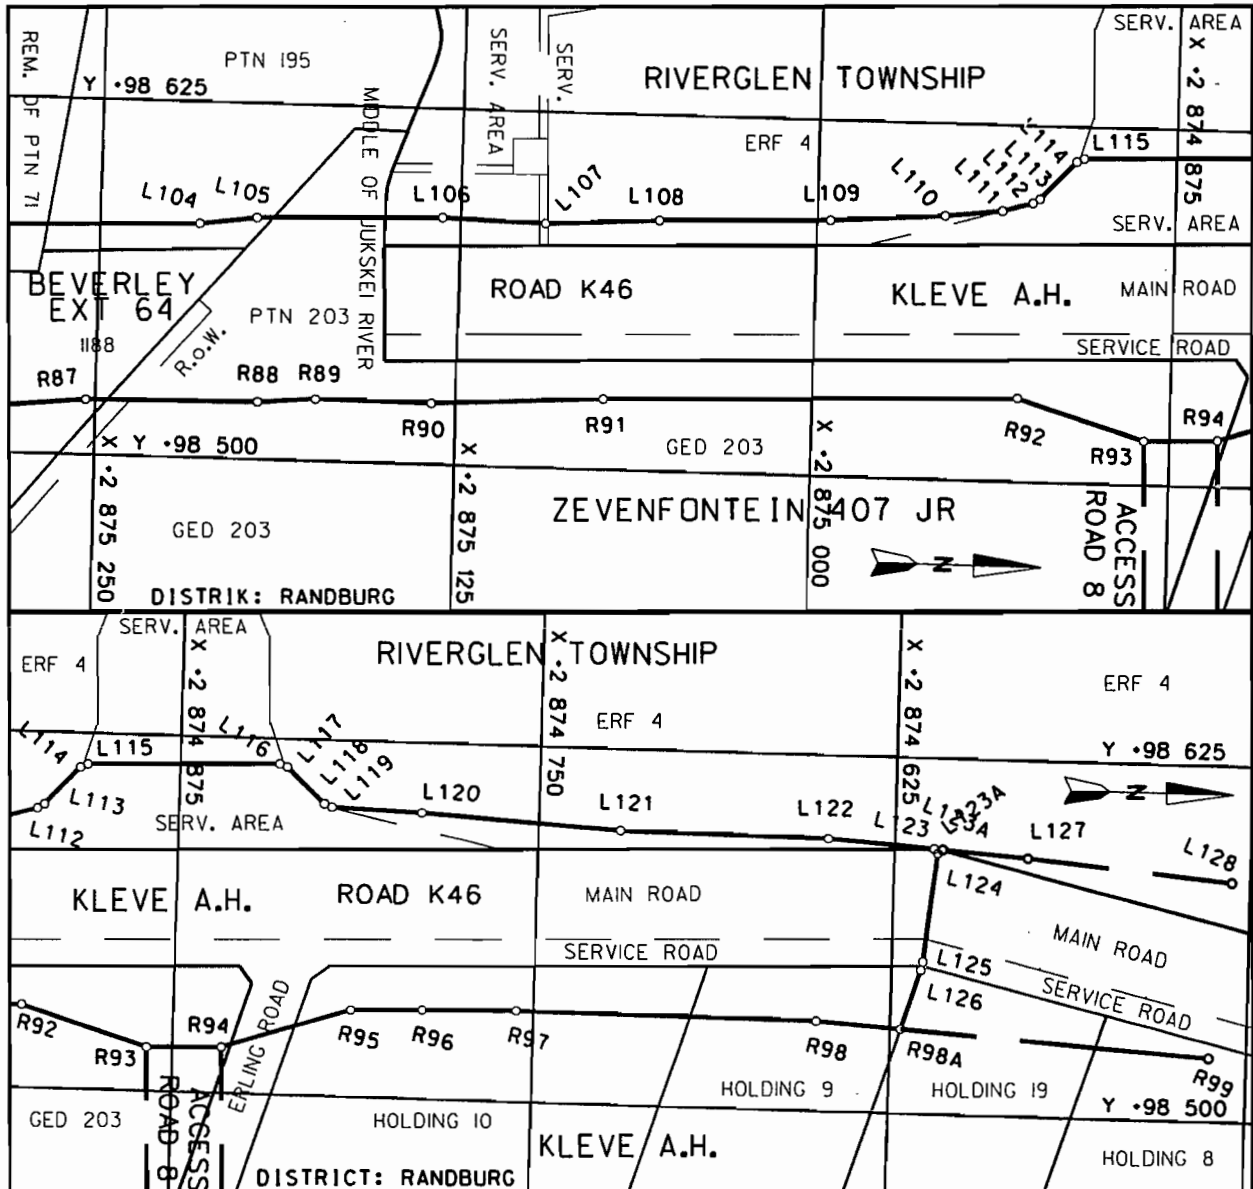 SERV. AREA
REM. OF PTN 71
PTN 195
Y +98 625
MIDDLE OF JUKSKEI RIVER
SERV. AREA
SERV.
RIVERGLEN TOWNSHIP
ERF 4
X +2 874 875
L104
L105
L106
L107
L108
L109
L110
L111
L112
L113
L114
L115
SERV. AREA
BEVERLEY
EXT 64
1188
R.O.W.
PTN 203
ROAD K46
KLEVE A.H.
MAIN ROAD
SERVICE ROAD
R87
R88
R89
R90
R91
R92
R93
R94
X +2 875 250
Y +98 500
X +2 875 125
GED 203
X +2 875 000
GED 203
ZEVENFONTEIN 407 JR
N
ACCESS
ROAD 8
DISTRIK: RANDBURG
SERV. AREA
ERF 4
X +2 874 875
RIVERGLEN TOWNSHIP
X +2 874 750
ERF 4
X +2 874 625
ERF 4
Y +98 625
N
L112
L113
L114
L115
L116
L117
L118
L119
L120
L121
L122
L123
L123A
L127
L128
SERV. AREA
L124
KLEVE A.H.
ROAD K46
MAIN ROAD
MAIN ROAD
SERVICE ROAD
L125
L126
SERVICE ROAD
R92
R93
R94
ERLING ROAD
R95
R96
R97
R98
R98A
R99
GED 203
ACCESS
ROAD 8
HOLDING 10
HOLDING 9
HOLDING 19
Y +98 500
KLEVE A.H.
HOLDING 8
DISTRICT: RANDBURG